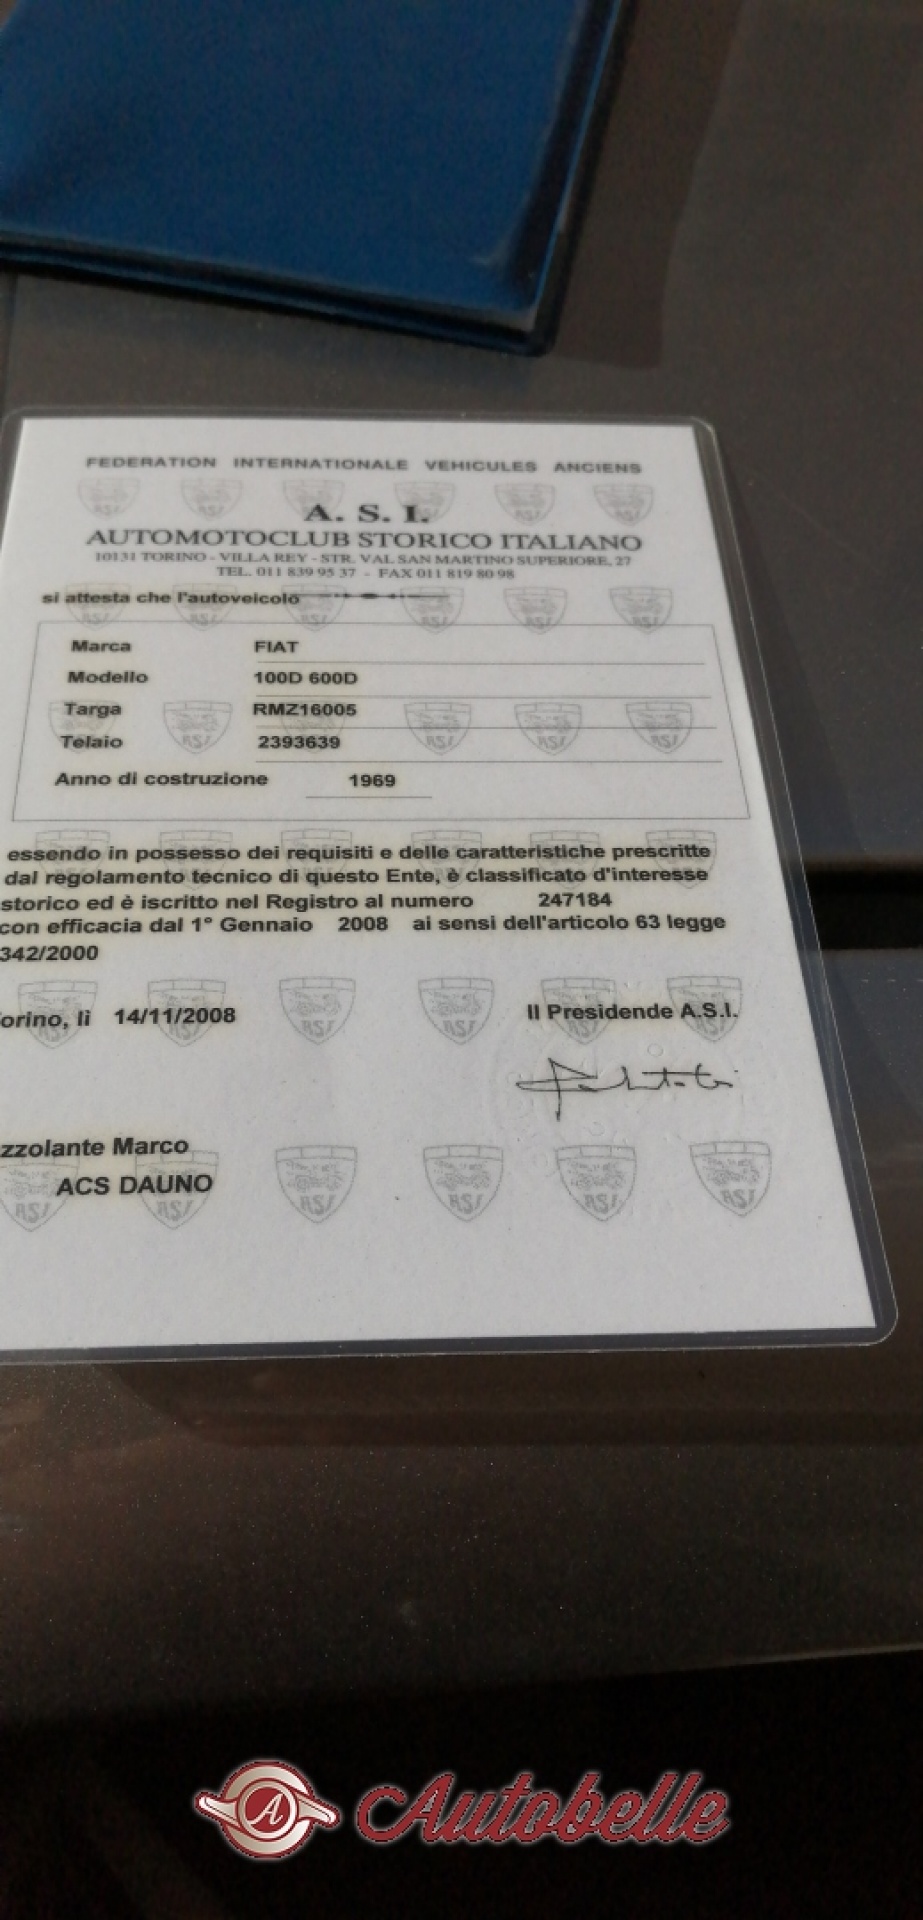 FEDERATION INTERNATIONALE VEHICULES ANCIENS
A. S. I.
AUTOMOTOCLUB STORICO ITALIANO
10131 TORINO - VILLA REY - STR. VAL SAN MARTINO SUPERIORE, 27
TEL. 011 839 95 37 - FAX 011 819 80 98
si attesta che l'autoveicolo
Marca FIAT
Modello 100D 600D
Targa RMZ16005
Telaio 2393639
Anno di costruzione 1969
essendo in possesso dei requisiti e delle caratteristiche prescritte
dal regolamento tecnico di questo Ente, è classificato d'interesse
storico ed è iscritto nel Registro al numero 247184
con efficacia dal 1° Gennaio 2008 ai sensi dell'articolo 63 legge
342/2000
orino, lì 14/11/2008 Il Presidende A.S.I.
zzolante Marco
ACS DAUNO
A Autobelle